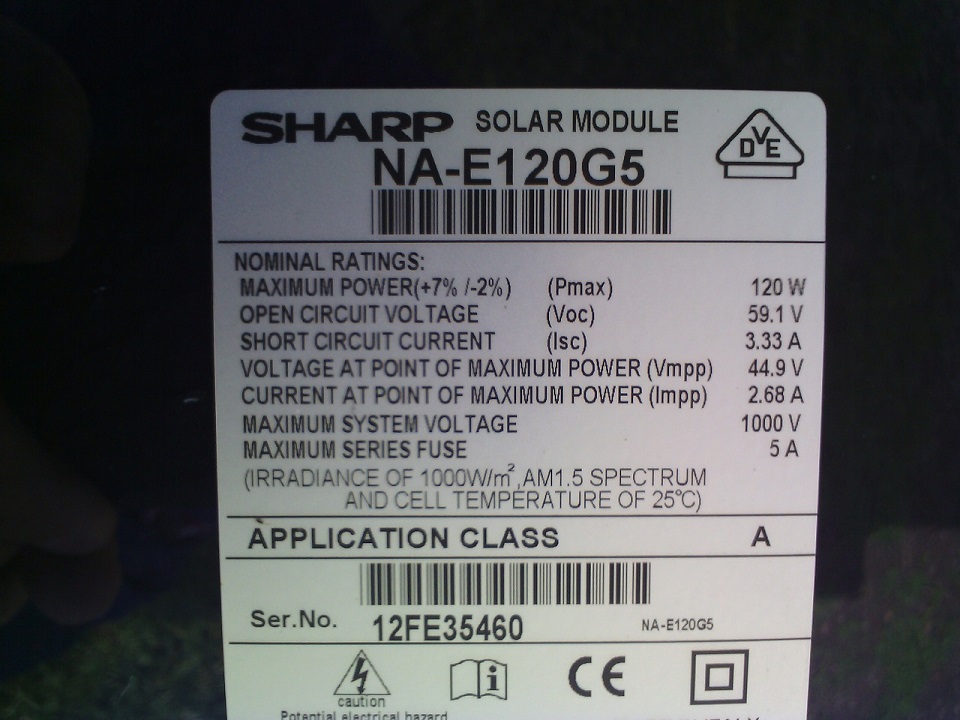 SHARP SOLAR MODULE
NA-E120G5
DVE
NOMINAL RATINGS:
MAXIMUM POWER(+7% /-2%) (Pmax) 120 W
OPEN CIRCUIT VOLTAGE (Voc) 59.1 V
SHORT CIRCUIT CURRENT (Isc) 3.33 A
VOLTAGE AT POINT OF MAXIMUM POWER (Vmpp) 44.9 V
CURRENT AT POINT OF MAXIMUM POWER (Impp) 2.68 A
MAXIMUM SYSTEM VOLTAGE 1000 V
MAXIMUM SERIES FUSE 5 A
(IRRADIANCE OF 1000W/m²,AM1.5 SPECTRUM
AND CELL TEMPERATURE OF 25℃)
APPLICATION CLASS A
Ser.No. 12FE35460 NA-E120G5
i CE
caution
Potential electrical hazard